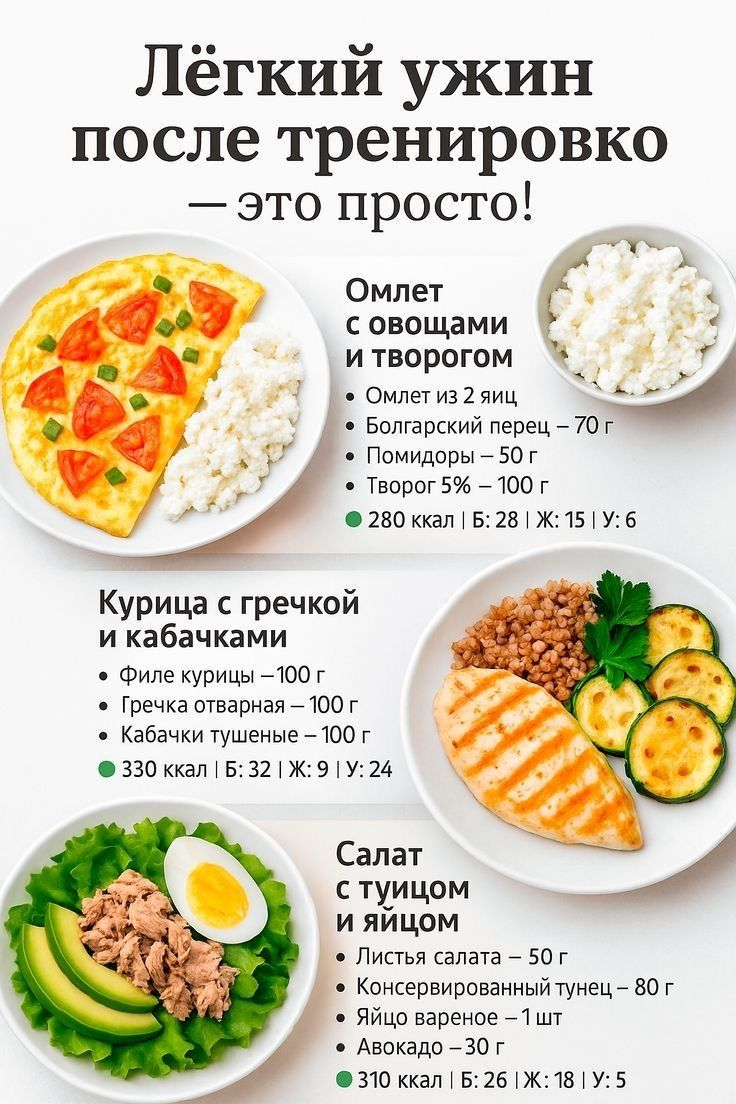 Лёгкий ужин
после тренировко
— это просто!
Омлет
с овощами
и творогом
• Омлет из 2 яиц
• Болгарский перец – 70 г
• Помидоры – 50 г
• Творог 5% – 100 г
280 ккал | Б: 28 | Ж: 15 | У: 6
Курица с гречкой
и кабачками
• Филе курицы – 100 г
• Гречка отварная – 100 г
• Кабачки тушеные – 100 г
330 ккал | Б: 32 | Ж: 9 | У: 24
Салат
с туицом
и яйцом
• Листья салата – 50 г
• Консервированный тунец – 80 г
• Яйцо вареное – 1 шт
• Авокадо – 30 г
310 ккал | Б: 26 | Ж: 18 | У: 5